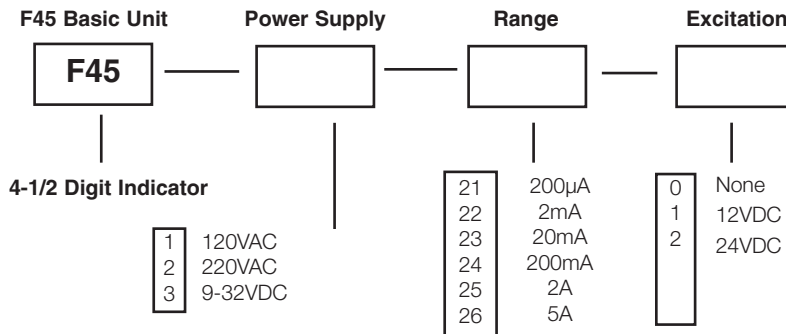 F45 Basic Unit Power Supply Range Excitation
F45
4-1/2 Digit Indicator
1 120VAC
2 220VAC
3 9-32VDC
21 200µA
22 2mA
23 20mA
24 200mA
25 2A
26 5A
0 None
1 12VDC
2 24VDC